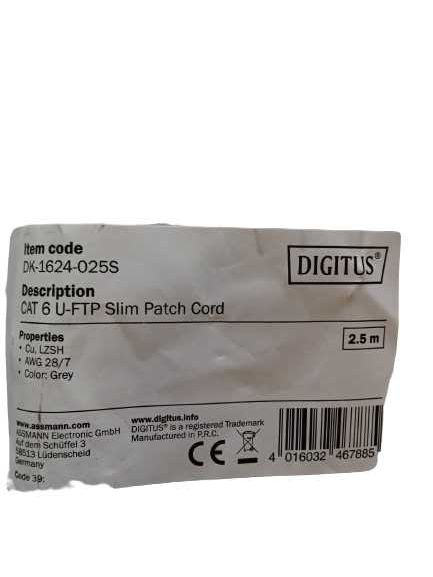 Item code
DK-1624-025S
DIGITUS®
Description
CAT 6 U-FTP Slim Patch Cord
Properties
• Cu, LZSH
• AWG 28/7
• Color: Grey
2.5 m
www.assmann.com
ASSMANN Electronic GmbH
Auf dem Schüffel 3
58513 Lüdenscheid
Germany
www.digitus.info
DIGITUS® is a registered Trademark
Manufactured in P.R.C.
CE
4 016032 467885
Code 39: